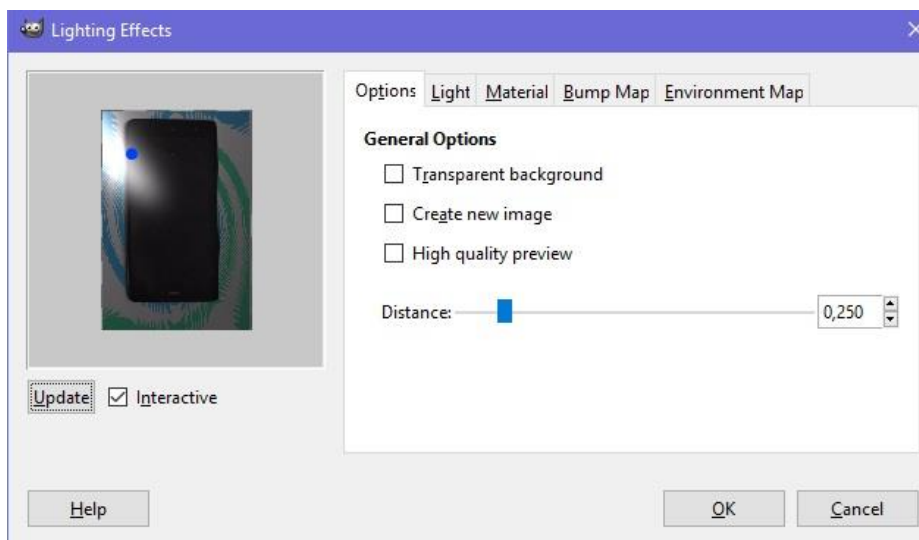 Lighting Effects
Options Light Material Bump Map Environment Map
General Options
Transparent background
Create new image
High quality preview
Distance: 0,250
Update Interactive
Help OK Cancel